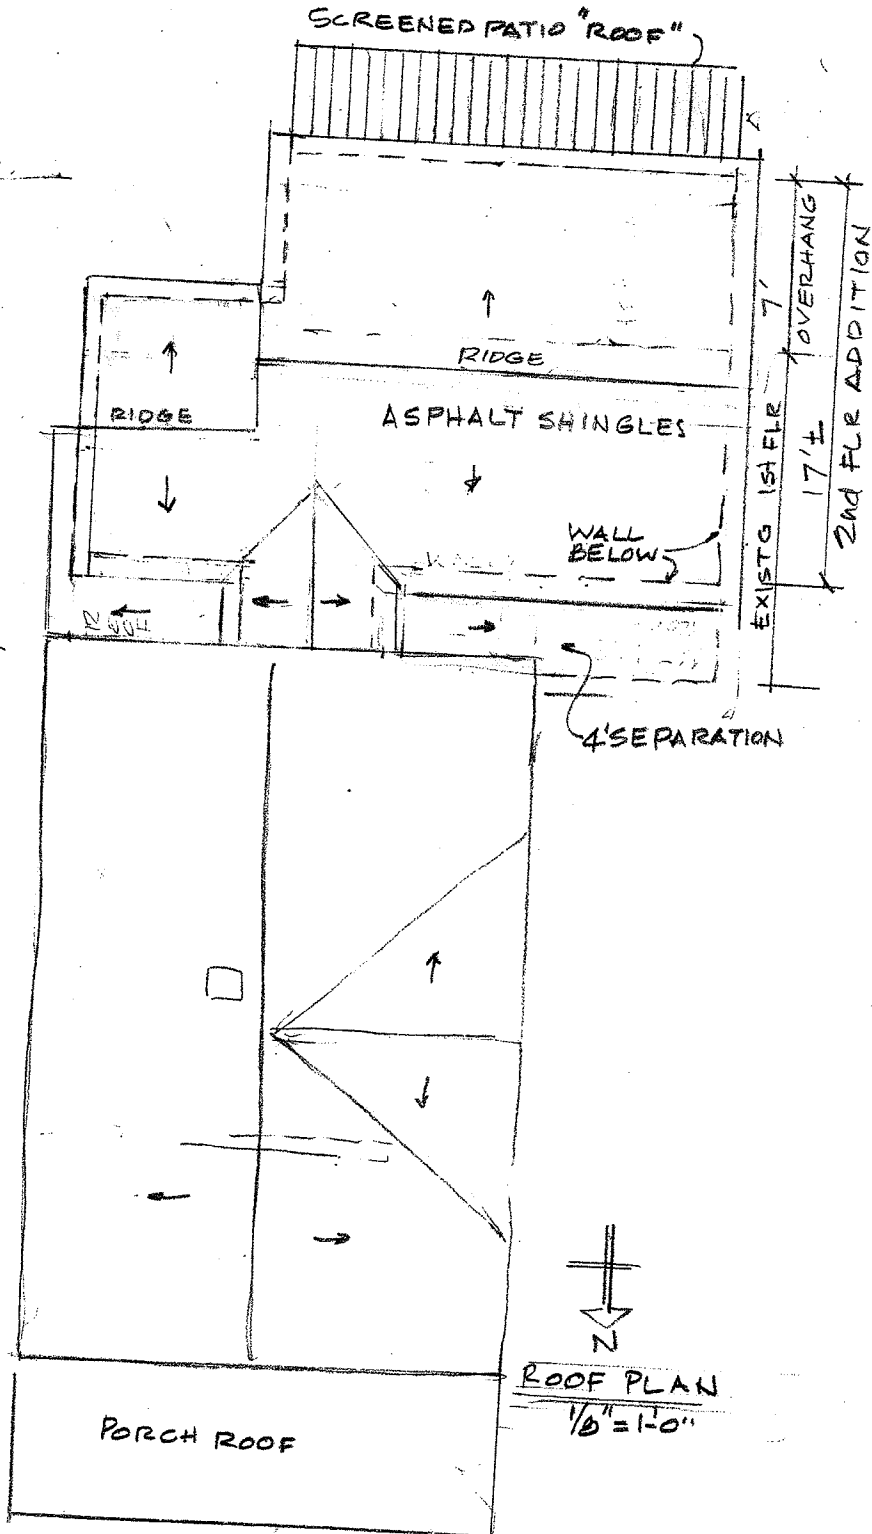 SCREENED PATIO "ROOF"
RIDGE
RIDGE
ASPHALT SHINGLES
WALL
BELOW
4' SEPARATION
7'
OVERHANG
EXISTG 1st FLR
17'±
2nd FLR ADDITION
N
ROOF PLAN
1/8" = 1'-0"
PORCH ROOF